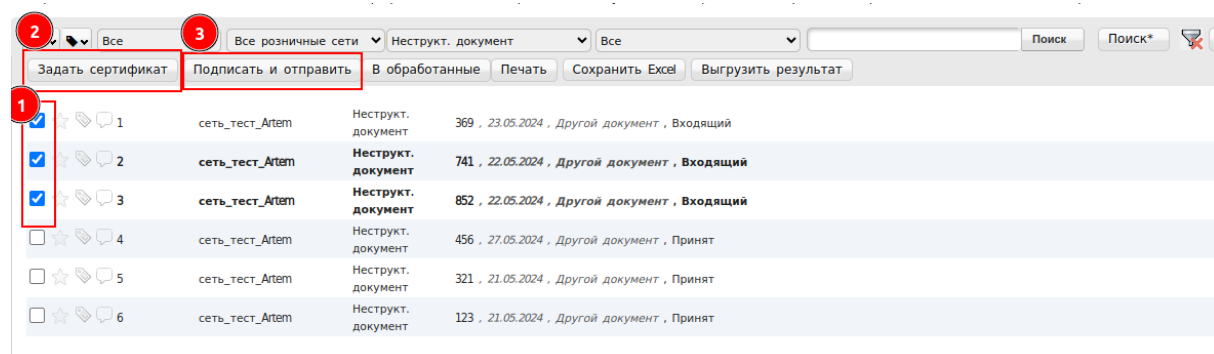 2 Все 3 Все розничные сети Неструкт. документ Все Поиск Поиск*
Задать сертификат Подписать и отправить В обработанные Печать Сохранить Excel Выгрузить результат
1
1 сеть_тест_Artem Неструкт. документ 369 , 23.05.2024 , Другой документ , Входящий
2 сеть_тест_Artem Неструкт. документ 741 , 22.05.2024 , Другой документ , Входящий
3 сеть_тест_Artem Неструкт. документ 852 , 22.05.2024 , Другой документ , Входящий
4 сеть_тест_Artem Неструкт. документ 456 , 27.05.2024 , Другой документ , Принят
5 сеть_тест_Artem Неструкт. документ 321 , 21.05.2024 , Другой документ , Принят
6 сеть_тест_Artem Неструкт. документ 123 , 21.05.2024 , Другой документ , Принят